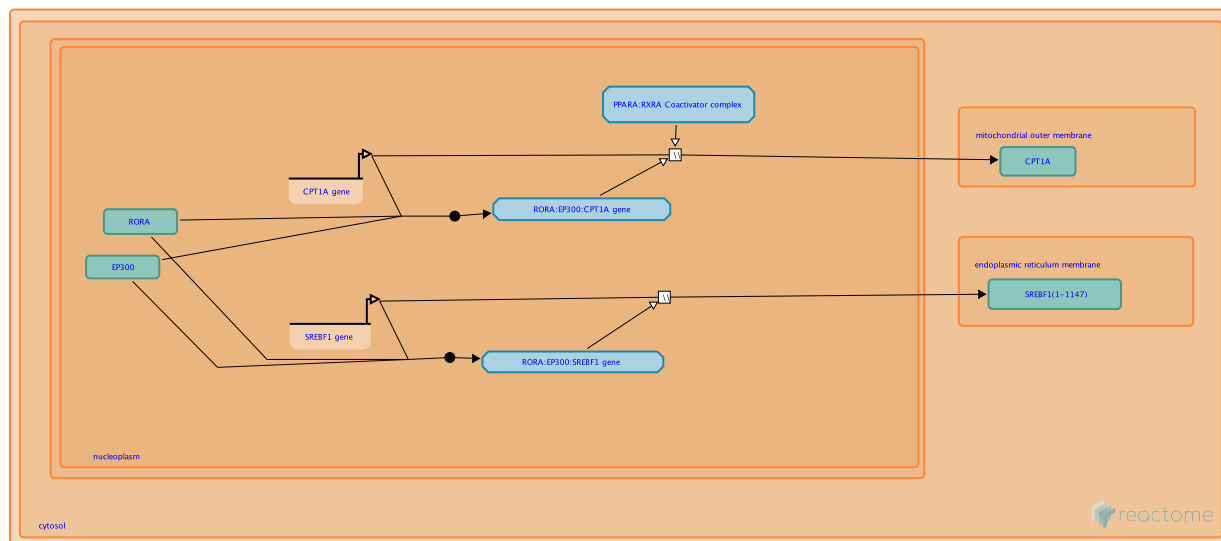 PPARA:RXRA Coactivator complex
mitochondrial outer membrane
CPT1A
CPT1A gene
RORA:EP300:CPT1A gene
RORA
EP300
endoplasmic reticulum membrane
SREBF1(1-1147)
SREBF1 gene
RORA:EP300:SREBF1 gene
nucleoplasm
cytosol
reactome